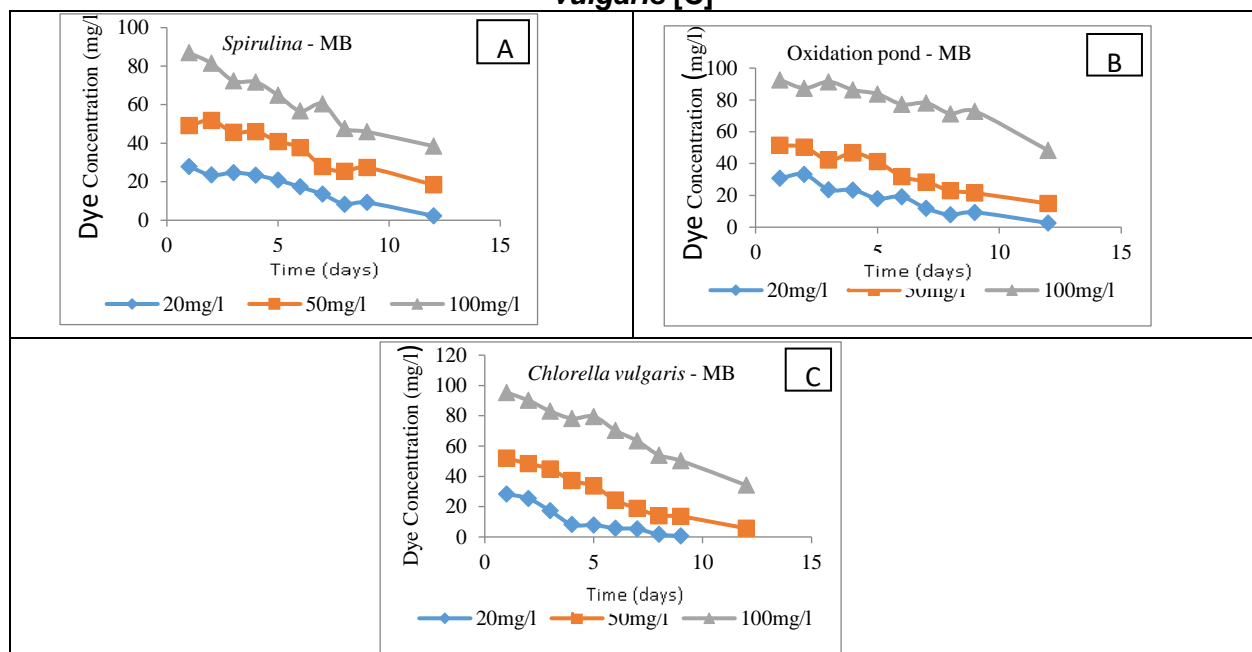 vulgaris [C]
Spirulina - MB
A
Dye Concentration (mg/l)
100
80
60
40
20
0
0 5 10 15
Time (days)
20mg/l 50mg/l 100mg/l
Oxidation pond - MB
B
Dye Concentration (mg/l)
100
80
60
40
20
0
0 5 10 15
Time (days)
20mg/l 50mg/l 100mg/l
Chlorella vulgaris - MB
C
Dye Concentration (mg/l)
120
100
80
60
40
20
0
0 5 10 15
Time (days)
20mg/l 50mg/l 100mg/l